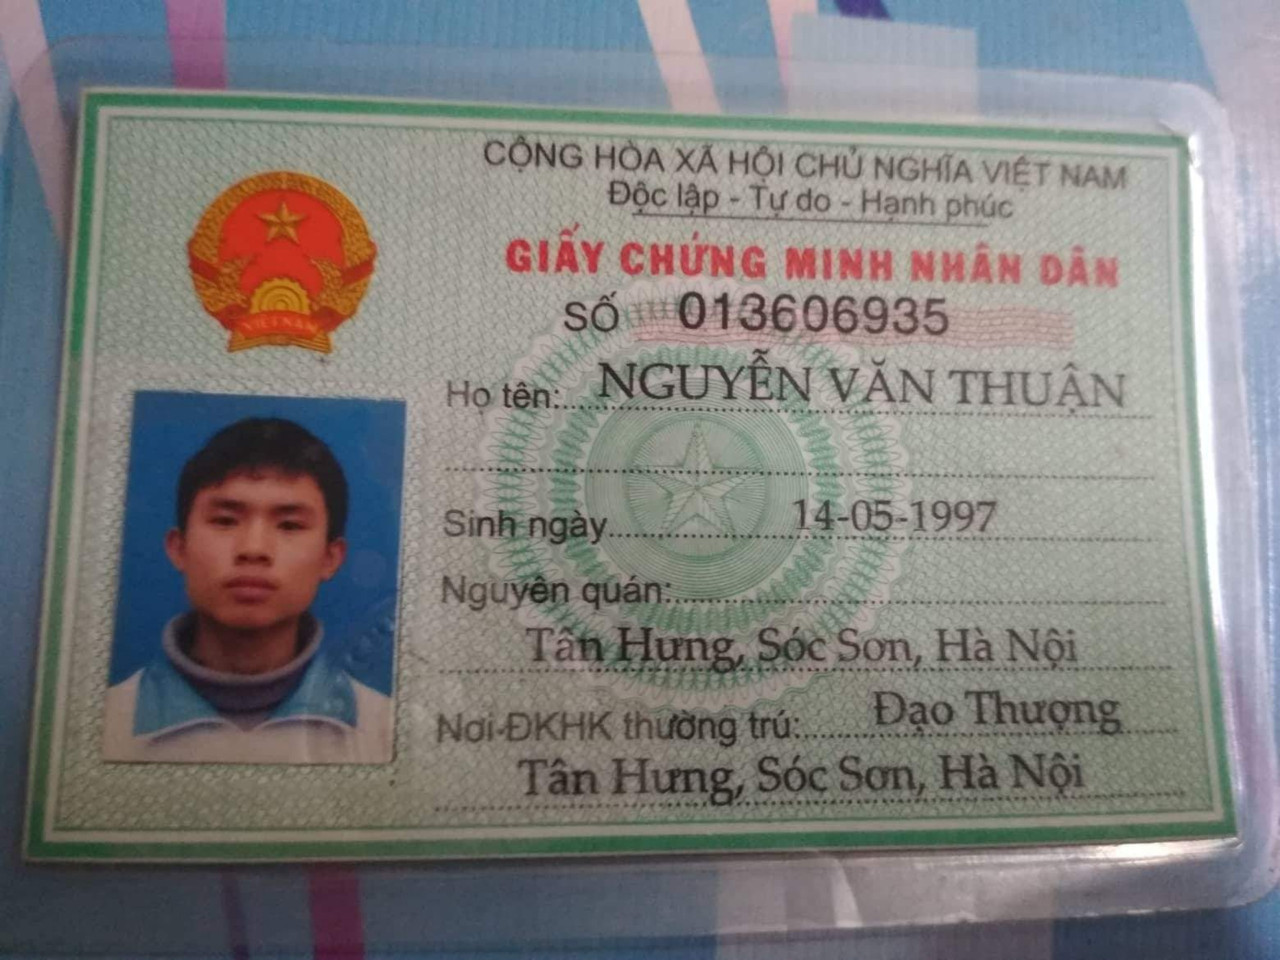 CỘNG HÒA XÃ HỘI CHỦ NGHĨA VIỆT NAM
Độc lập - Tự do - Hạnh phúc
GIẤY CHỨNG MINH NHÂN DÂN
SỐ 013606935
Họ tên: NGUYỄN VĂN THUẬN
Sinh ngày 14-05-1997
Nguyên quán:
Tân Hưng, Sóc Sơn, Hà Nội
Nơi ĐKHK thường trú: Đạo Thượng
Tân Hưng, Sóc Sơn, Hà Nội
VIỆT NAM